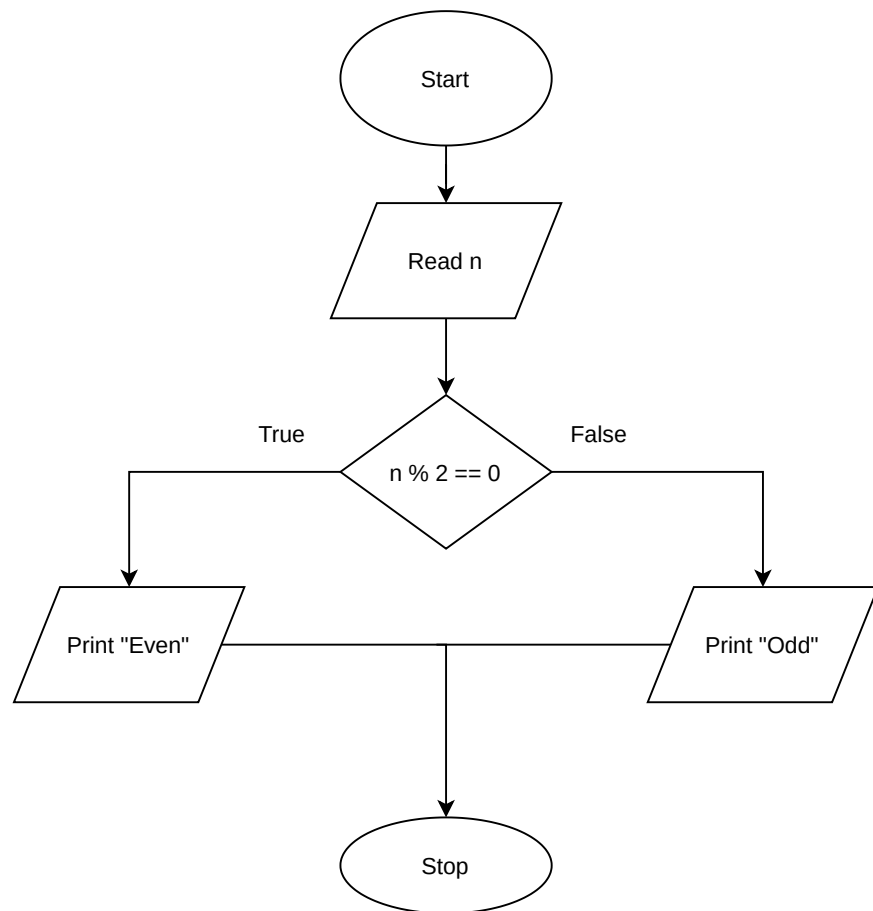 Start
Read n
True
False
n % 2 == 0
Print "Even"
Print "Odd"
Stop